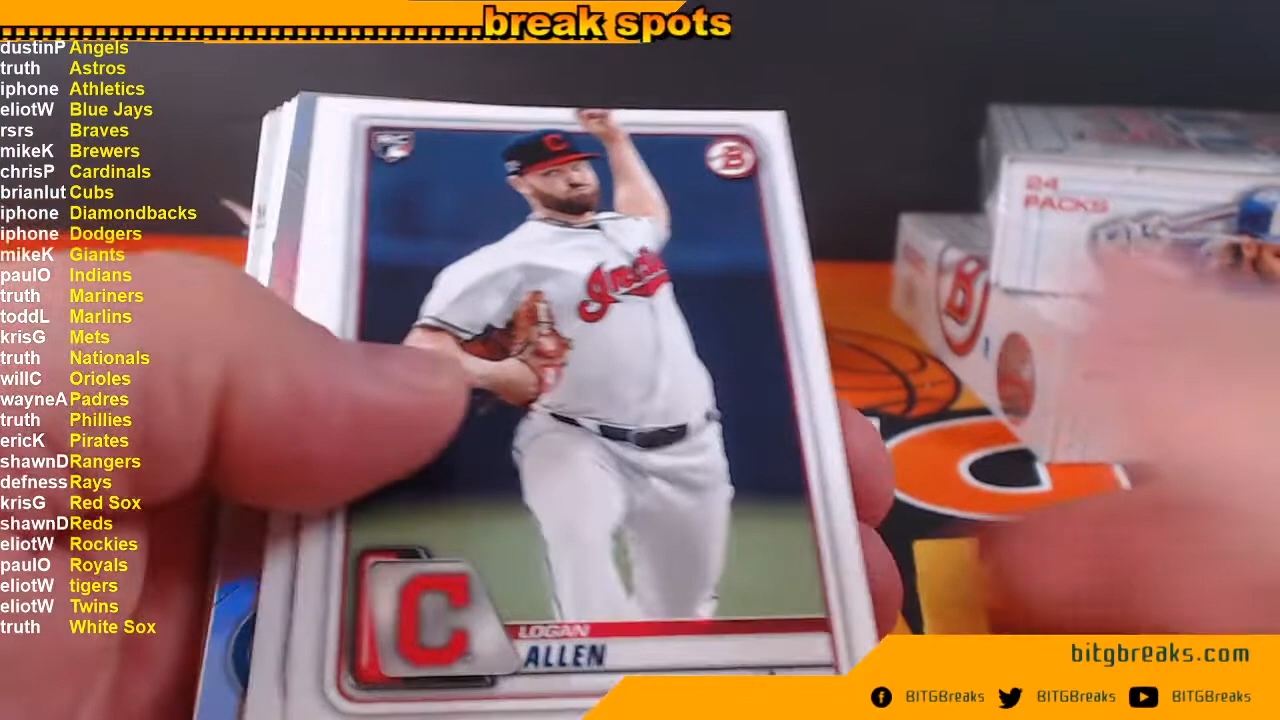 break spots
dustinP Angels
truth Astros
iphone Athletics
eliotW Blue Jays
rsrs Braves
mikeK Brewers
chrisP Cardinals
brianlut Cubs
iphone Diamondbacks
iphone Dodgers
mikeK Giants
paulO Indians
truth Mariners
toddL Marlins
krisG Mets
truth Nationals
willC Orioles
wayneA Padres
truth Phillies
ericK Pirates
shawnD Rangers
defness Rays
krisG Red Sox
shawnD Reds
eliotW Rockies
paulO Royals
eliotW tigers
eliotW Twins
truth White Sox
RC
B
C
Indians
C
LOGAN
ALLEN
24
PACKS
B
bitgbreaks.com
BITGBreaks BITGBreaks BITGBreaks